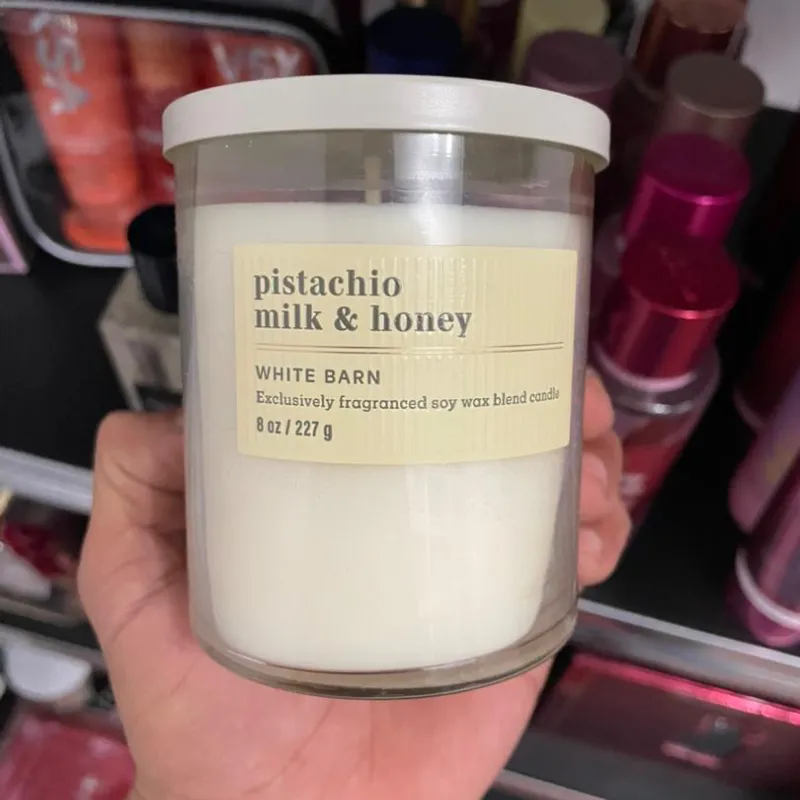 pistachio
milk & honey
WHITE BARN
Exclusively fragranced soy wax blend candle
8 oz / 227 g